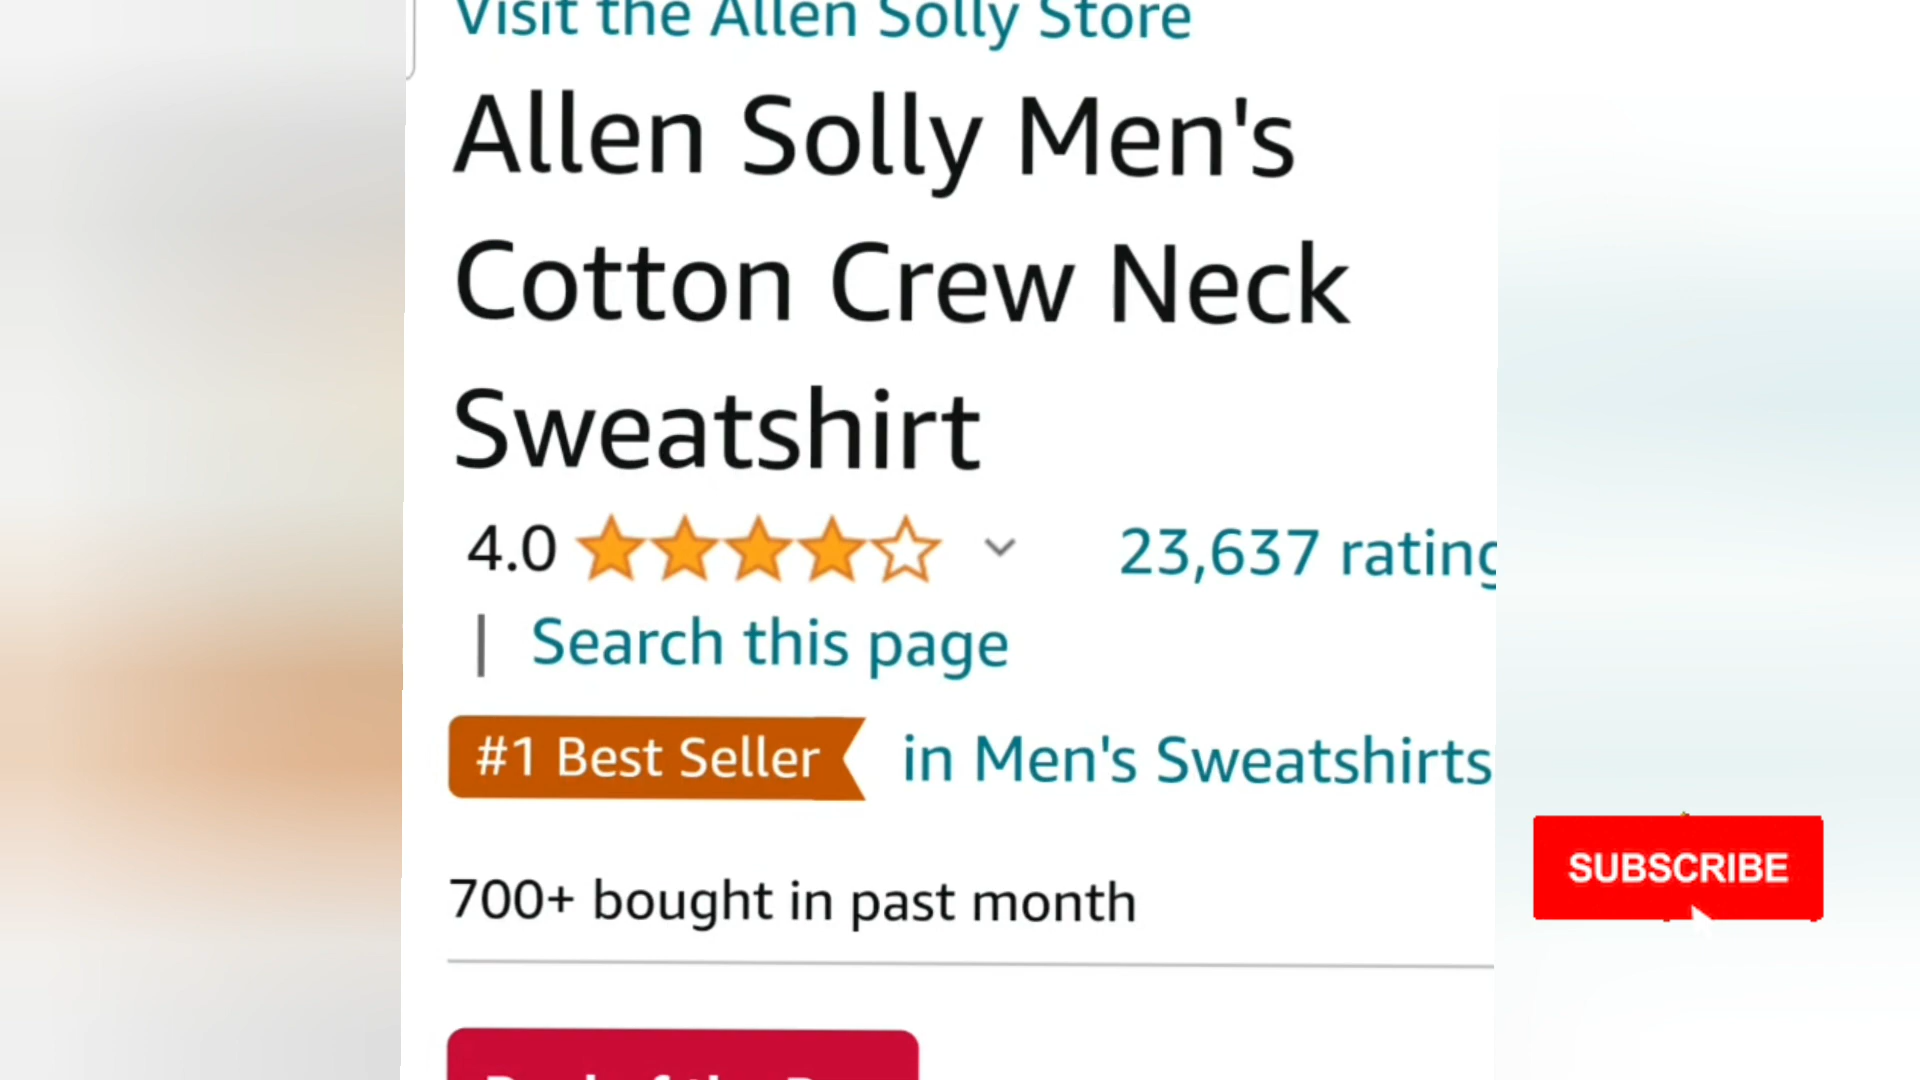 Visit the Allen Solly Store
Allen Solly Men's
Cotton Crew Neck
Sweatshirt
4.0 23,637 rating
| Search this page
#1 Best Seller in Men's Sweatshirts
700+ bought in past month
SUBSCRIBE